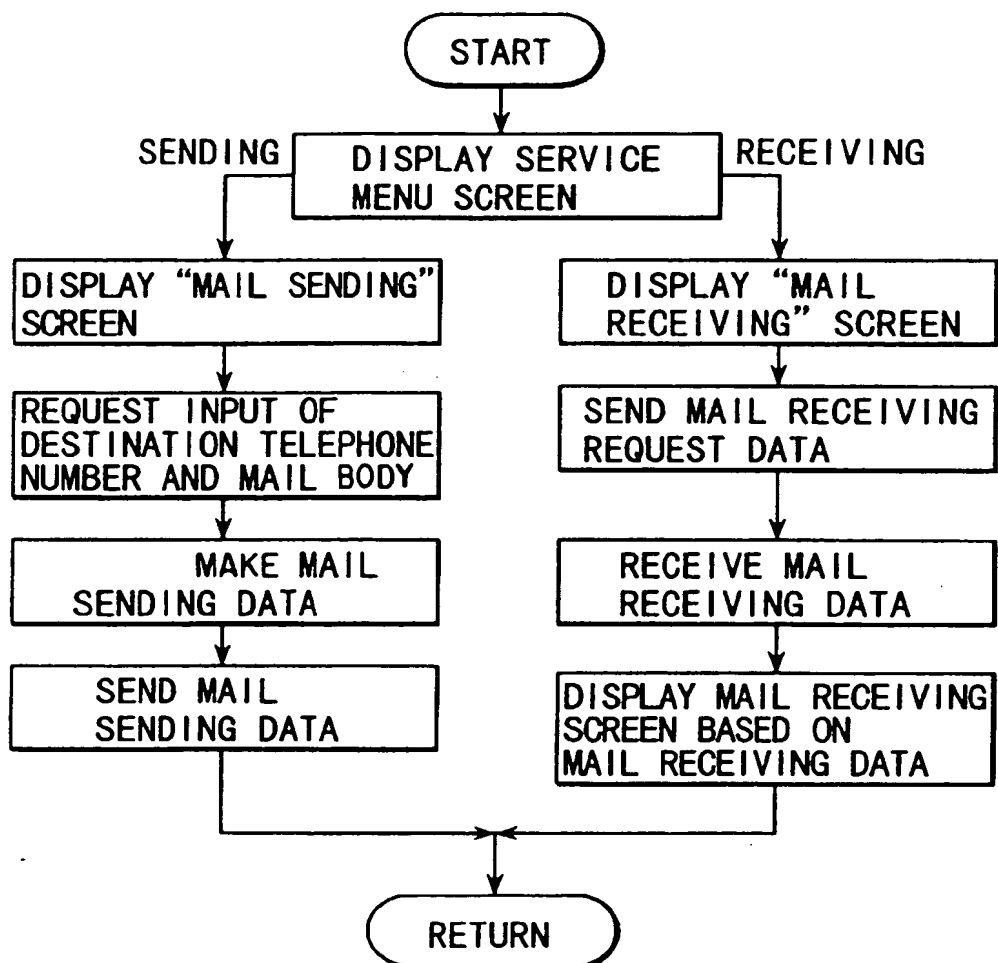 START
SENDING
DISPLAY SERVICE
MENU SCREEN
RECEIVING
DISPLAY “MAIL SENDING”
SCREEN
REQUEST INPUT OF
DESTINATION TELEPHONE
NUMBER AND MAIL BODY
MAKE MAIL
SENDING DATA
SEND MAIL
SENDING DATA
DISPLAY “MAIL
RECEIVING” SCREEN
SEND MAIL RECEIVING
REQUEST DATA
RECEIVE MAIL
RECEIVING DATA
DISPLAY MAIL RECEIVING
SCREEN BASED ON
MAIL RECEIVING DATA
RETURN